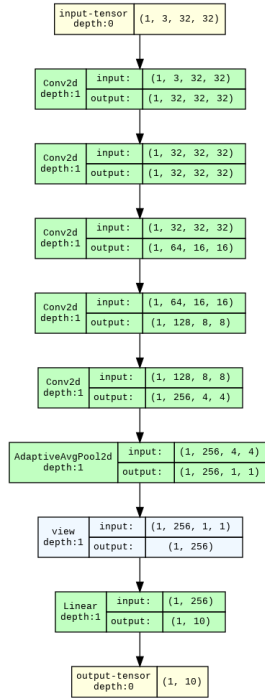 input-tensor
depth:0
(1, 3, 32, 32)
Conv2d
depth:1
input:
(1, 3, 32, 32)
output:
(1, 32, 32, 32)
Conv2d
depth:1
input:
(1, 32, 32, 32)
output:
(1, 32, 32, 32)
Conv2d
depth:1
input:
(1, 32, 32, 32)
output:
(1, 64, 16, 16)
Conv2d
depth:1
input:
(1, 64, 16, 16)
output:
(1, 128, 8, 8)
Conv2d
depth:1
input:
(1, 128, 8, 8)
output:
(1, 256, 4, 4)
AdaptiveAvgPool2d
depth:1
input:
(1, 256, 4, 4)
output:
(1, 256, 1, 1)
view
depth:1
input:
(1, 256, 1, 1)
output:
(1, 256)
Linear
depth:1
input:
(1, 256)
output:
(1, 10)
output-tensor
depth:0
(1, 10)